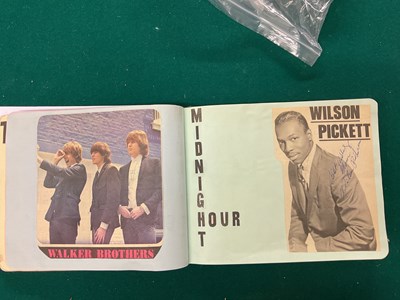 T
WALKER BROTHERS
MIDNIGHT
HOUR
WILSON
PICKETT